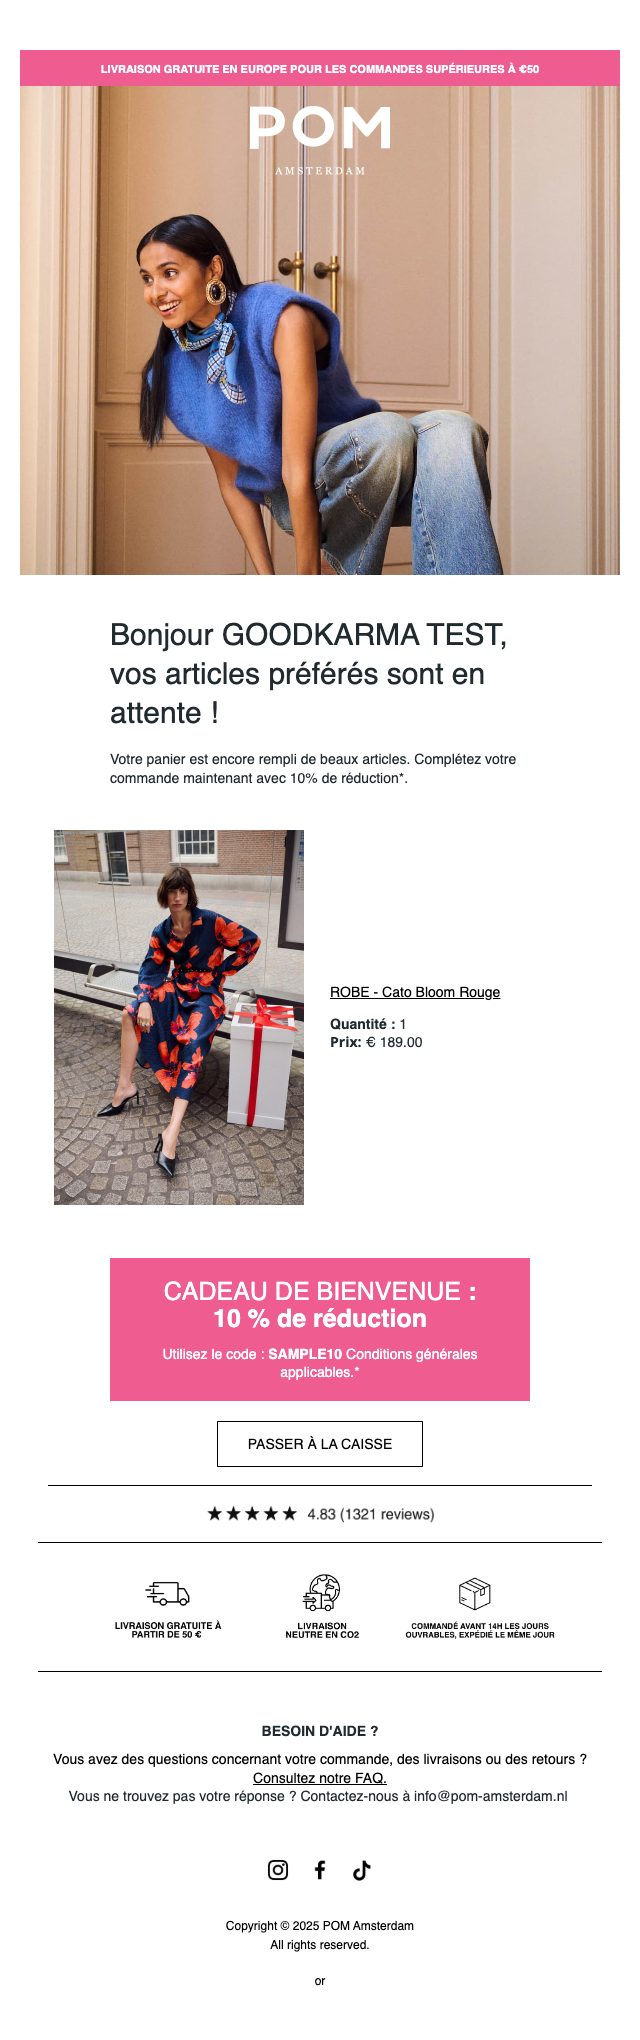 LIVRAISON GRATUITE EN EUROPE POUR LES COMMANDES SUPÉRIEURES À €50
POM
AMSTERDAM
Bonjour GOODKARMA TEST,
vos articles préférés sont en
attente !
Votre panier est encore rempli de beaux articles. Complétez votre
commande maintenant avec 10% de réduction*.
ROBE - Cato Bloom Rouge
Quantité : 1
Prix: € 189.00
CADEAU DE BIENVENUE :
10 % de réduction
Utilisez le code : SAMPLE10 Conditions générales
applicables.*
PASSER À LA CAISSE
★★★★★ 4.83 (1321 reviews)
LIVRAISON GRATUITE À
PARTIR DE 50 €
LIVRAISON
NEUTRE EN CO2
COMMANDÉ AVANT 14H LES JOURS
OUVRABLES, EXPÉDIÉ LE MÊME JOUR
BESOIN D'AIDE ?
Vous avez des questions concernant votre commande, des livraisons ou des retours ?
Consultez notre FAQ.
Vous ne trouvez pas votre réponse ? Contactez-nous à info@pom-amsterdam.nl
Copyright © 2025 POM Amsterdam
All rights reserved.
or